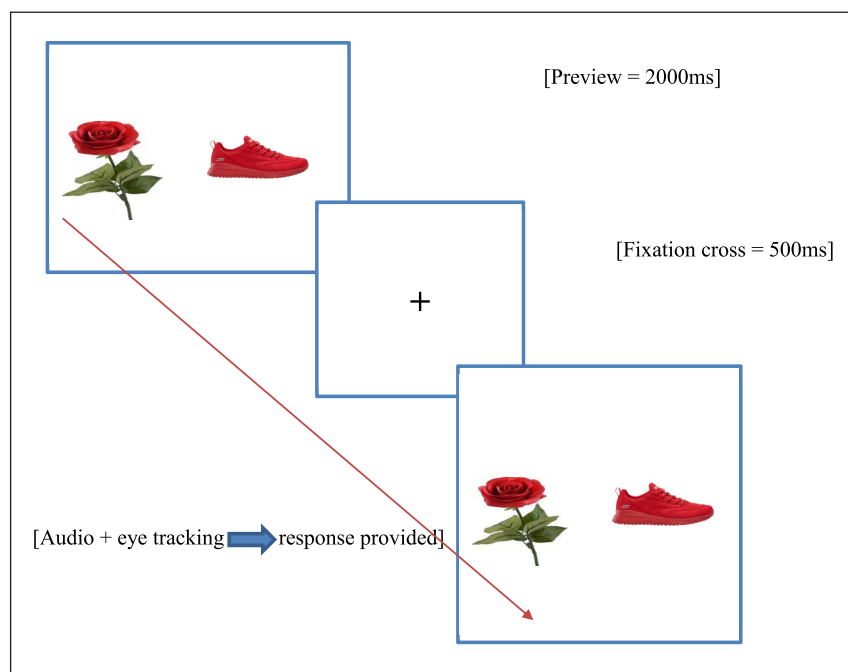 [Preview = 2000ms]
[Fixation cross = 500ms]
+
[Audio + eye tracking response provided]